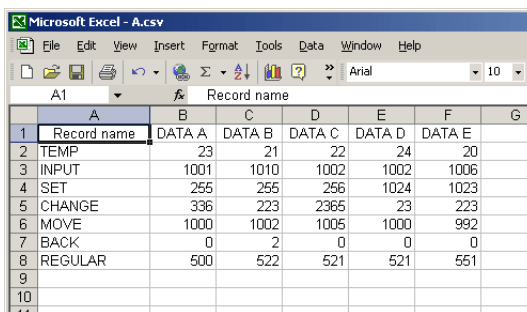 Microsoft Excel - A.csv
File Edit View Insert Format Tools Data Window Help
Arial 10
A1 fx Record name
A B C D E F G
1 Record name DATA A DATA B DATA C DATA D DATA E
2 TEMP 23 21 22 24 20
3 INPUT 1001 1010 1002 1002 1006
4 SET 255 255 256 1024 1023
5 CHANGE 336 223 2365 23 223
6 MOVE 1000 1002 1005 1000 992
7 BACK 0 2 0 0 0
8 REGULAR 500 522 521 521 551
9
10